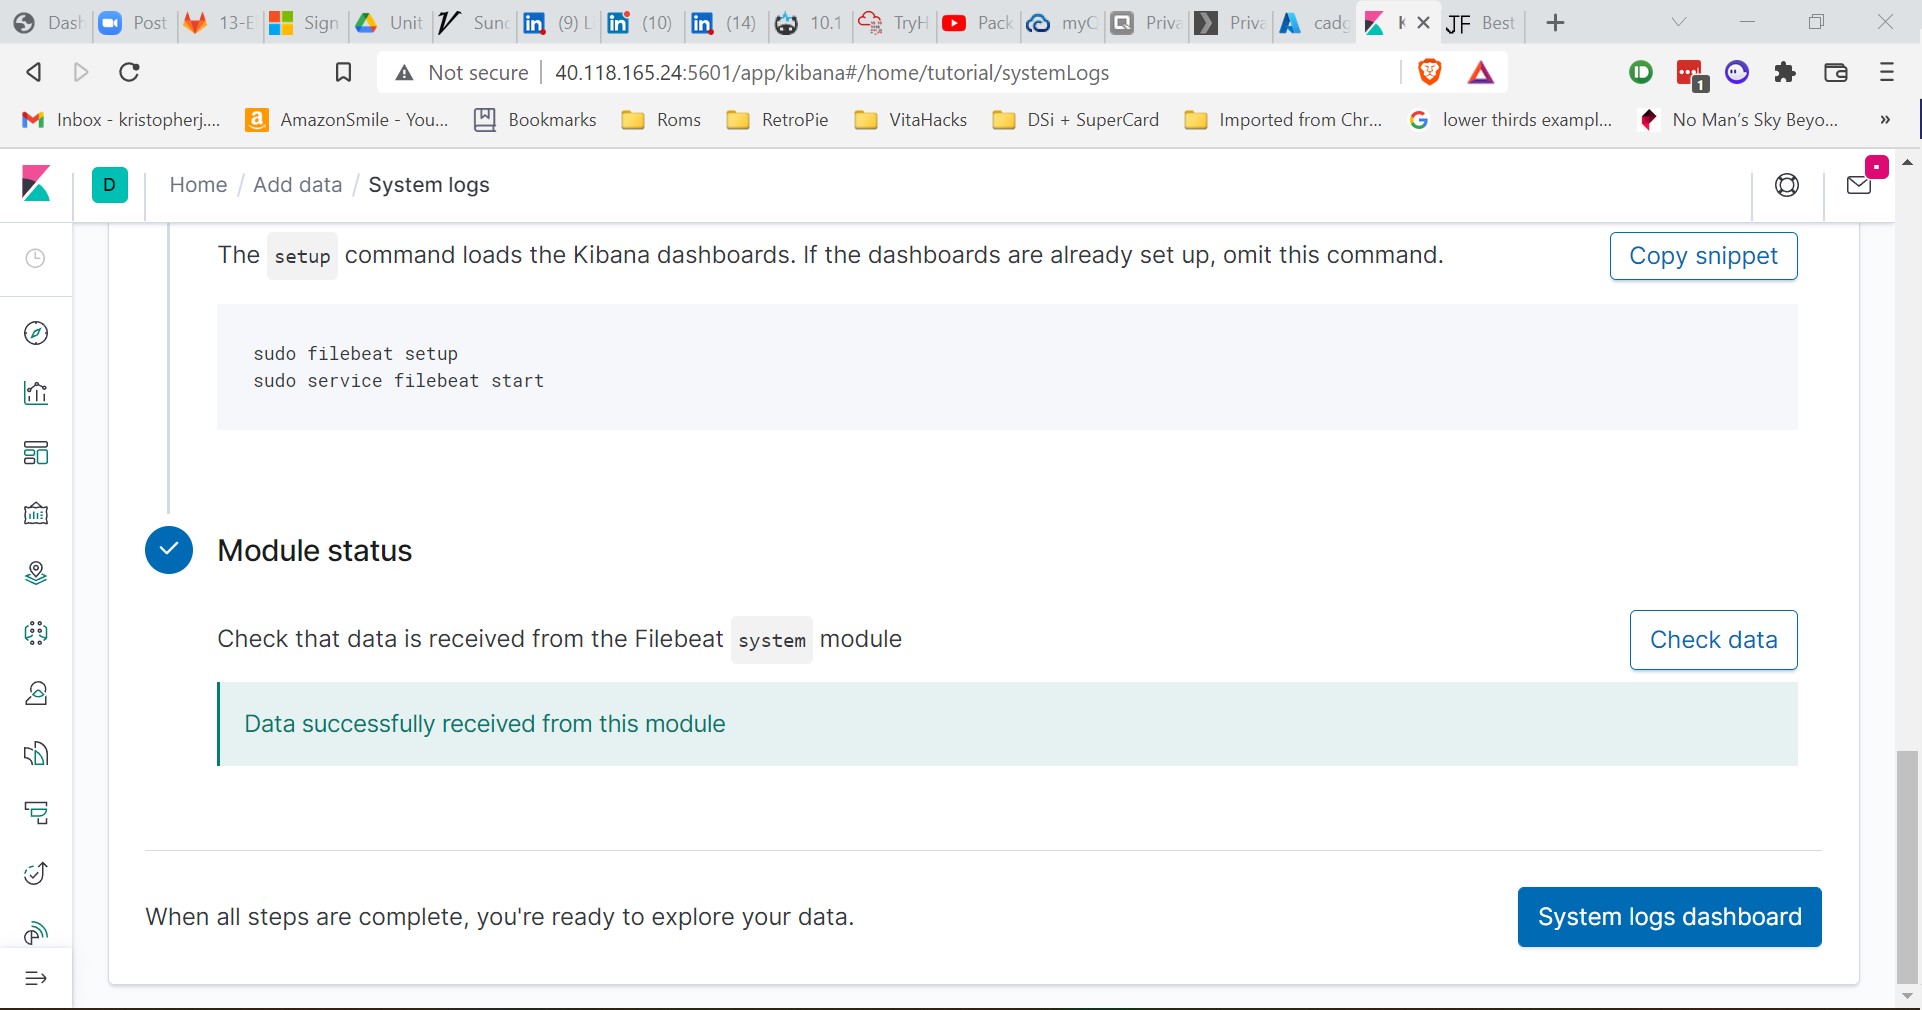 Dash Post 13-E Sign Unit Sund (9) L (10) (14) 10.1 TryH Pack myC Priva Priva cadg K JF Best
Not secure 40.118.165.24:5601/app/kibana#/home/tutorial/systemLogs 1
Inbox - kristopherj.... AmazonSmile - You... Bookmarks Roms RetroPie VitaHacks DSi + SuperCard Imported from Chr... lower thirds exampl... No Man's Sky Beyo... »
D Home / Add data / System logs
The setup command loads the Kibana dashboards. If the dashboards are already set up, omit this command.
Copy snippet
sudo filebeat setup
sudo service filebeat start
Module status
Check that data is received from the Filebeat system module
Check data
Data successfully received from this module
When all steps are complete, you're ready to explore your data.
System logs dashboard